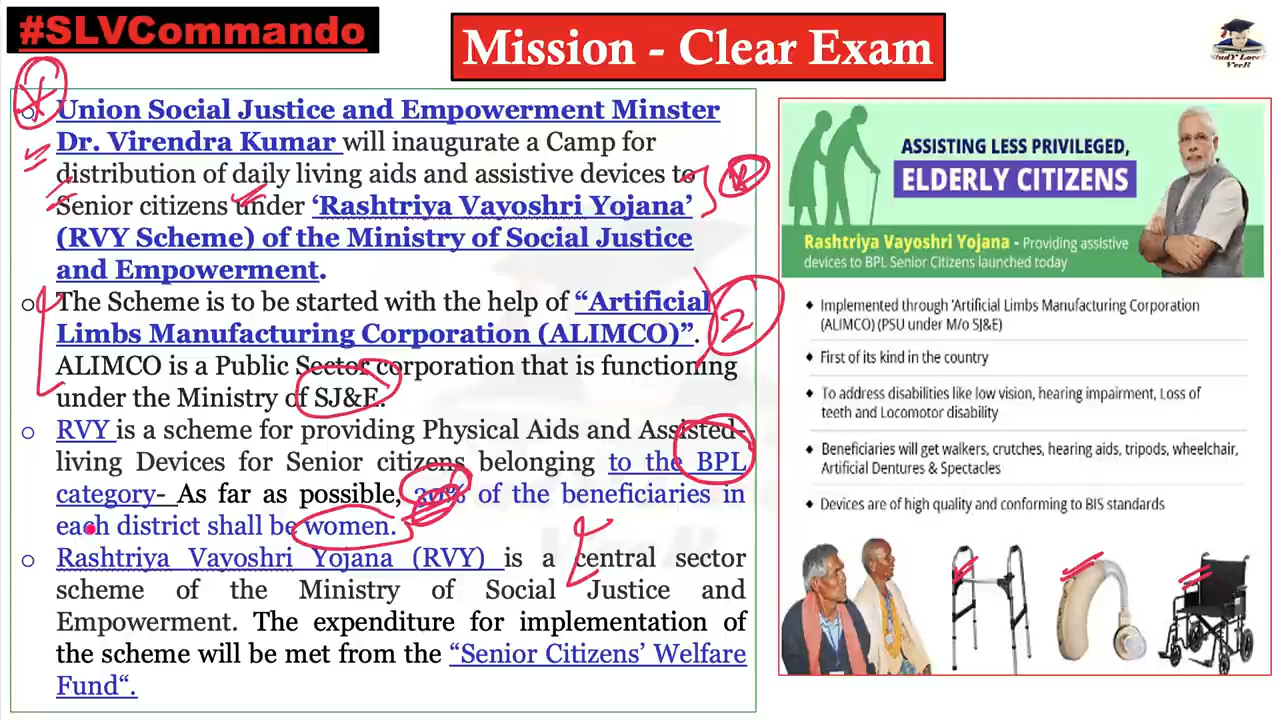 #SLVCommando
Mission - Clear Exam
StudY LoveR
VeeR
Union Social Justice and Empowerment Minster
Dr. Virendra Kumar will inaugurate a Camp for
distribution of daily living aids and assistive devices to
Senior citizens under ‘Rashtriya Vayoshri Yojana’
(RVY Scheme) of the Ministry of Social Justice
and Empowerment.
The Scheme is to be started with the help of “Artificial
Limbs Manufacturing Corporation (ALIMCO)”.
ALIMCO is a Public Sector corporation that is functioning
under the Ministry of SJ&E.
RVY is a scheme for providing Physical Aids and Assisted-
living Devices for Senior citizens belonging to the BPL
category- As far as possible, 30% of the beneficiaries in
each district shall be women.
Rashtriya Vayoshri Yojana (RVY) is a central sector
scheme of the Ministry of Social Justice and
Empowerment. The expenditure for implementation of
the scheme will be met from the “Senior Citizens’ Welfare
Fund“.
2
ASSISTING LESS PRIVILEGED,
ELDERLY CITIZENS
Rashtriya Vayoshri Yojana - Providing assistive
devices to BPL Senior Citizens launched today
Implemented through 'Artificial Limbs Manufacturing Corporation
(ALIMCO) (PSU under M/o SJ&E)
First of its kind in the country
To address disabilities like low vision, hearing impairment, Loss of
teeth and Locomotor disability
Beneficiaries will get walkers, crutches, hearing aids, tripods, wheelchair,
Artificial Dentures & Spectacles
Devices are of high quality and conforming to BIS standards